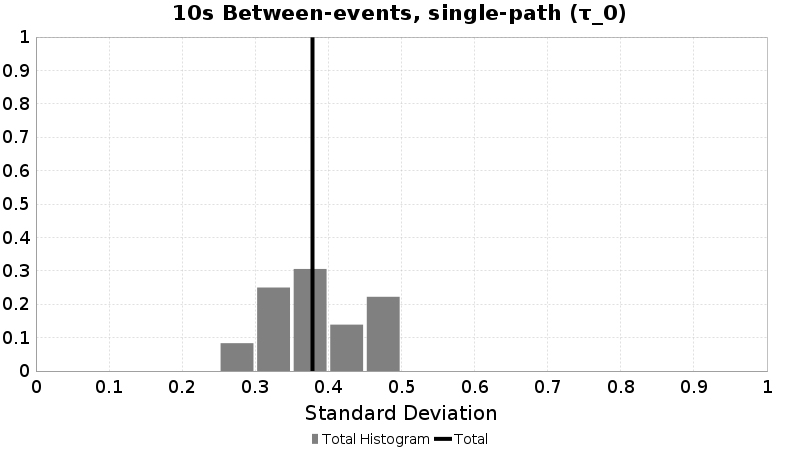 10s Between-events, single-path (τ_0)
1
0.9
0.8
0.7
0.6
0.5
0.4
0.3
0.2
0.1
0
0 0.1 0.2 0.3 0.4 0.5 0.6 0.7 0.8 0.9 1
Standard Deviation
Total Histogram Total